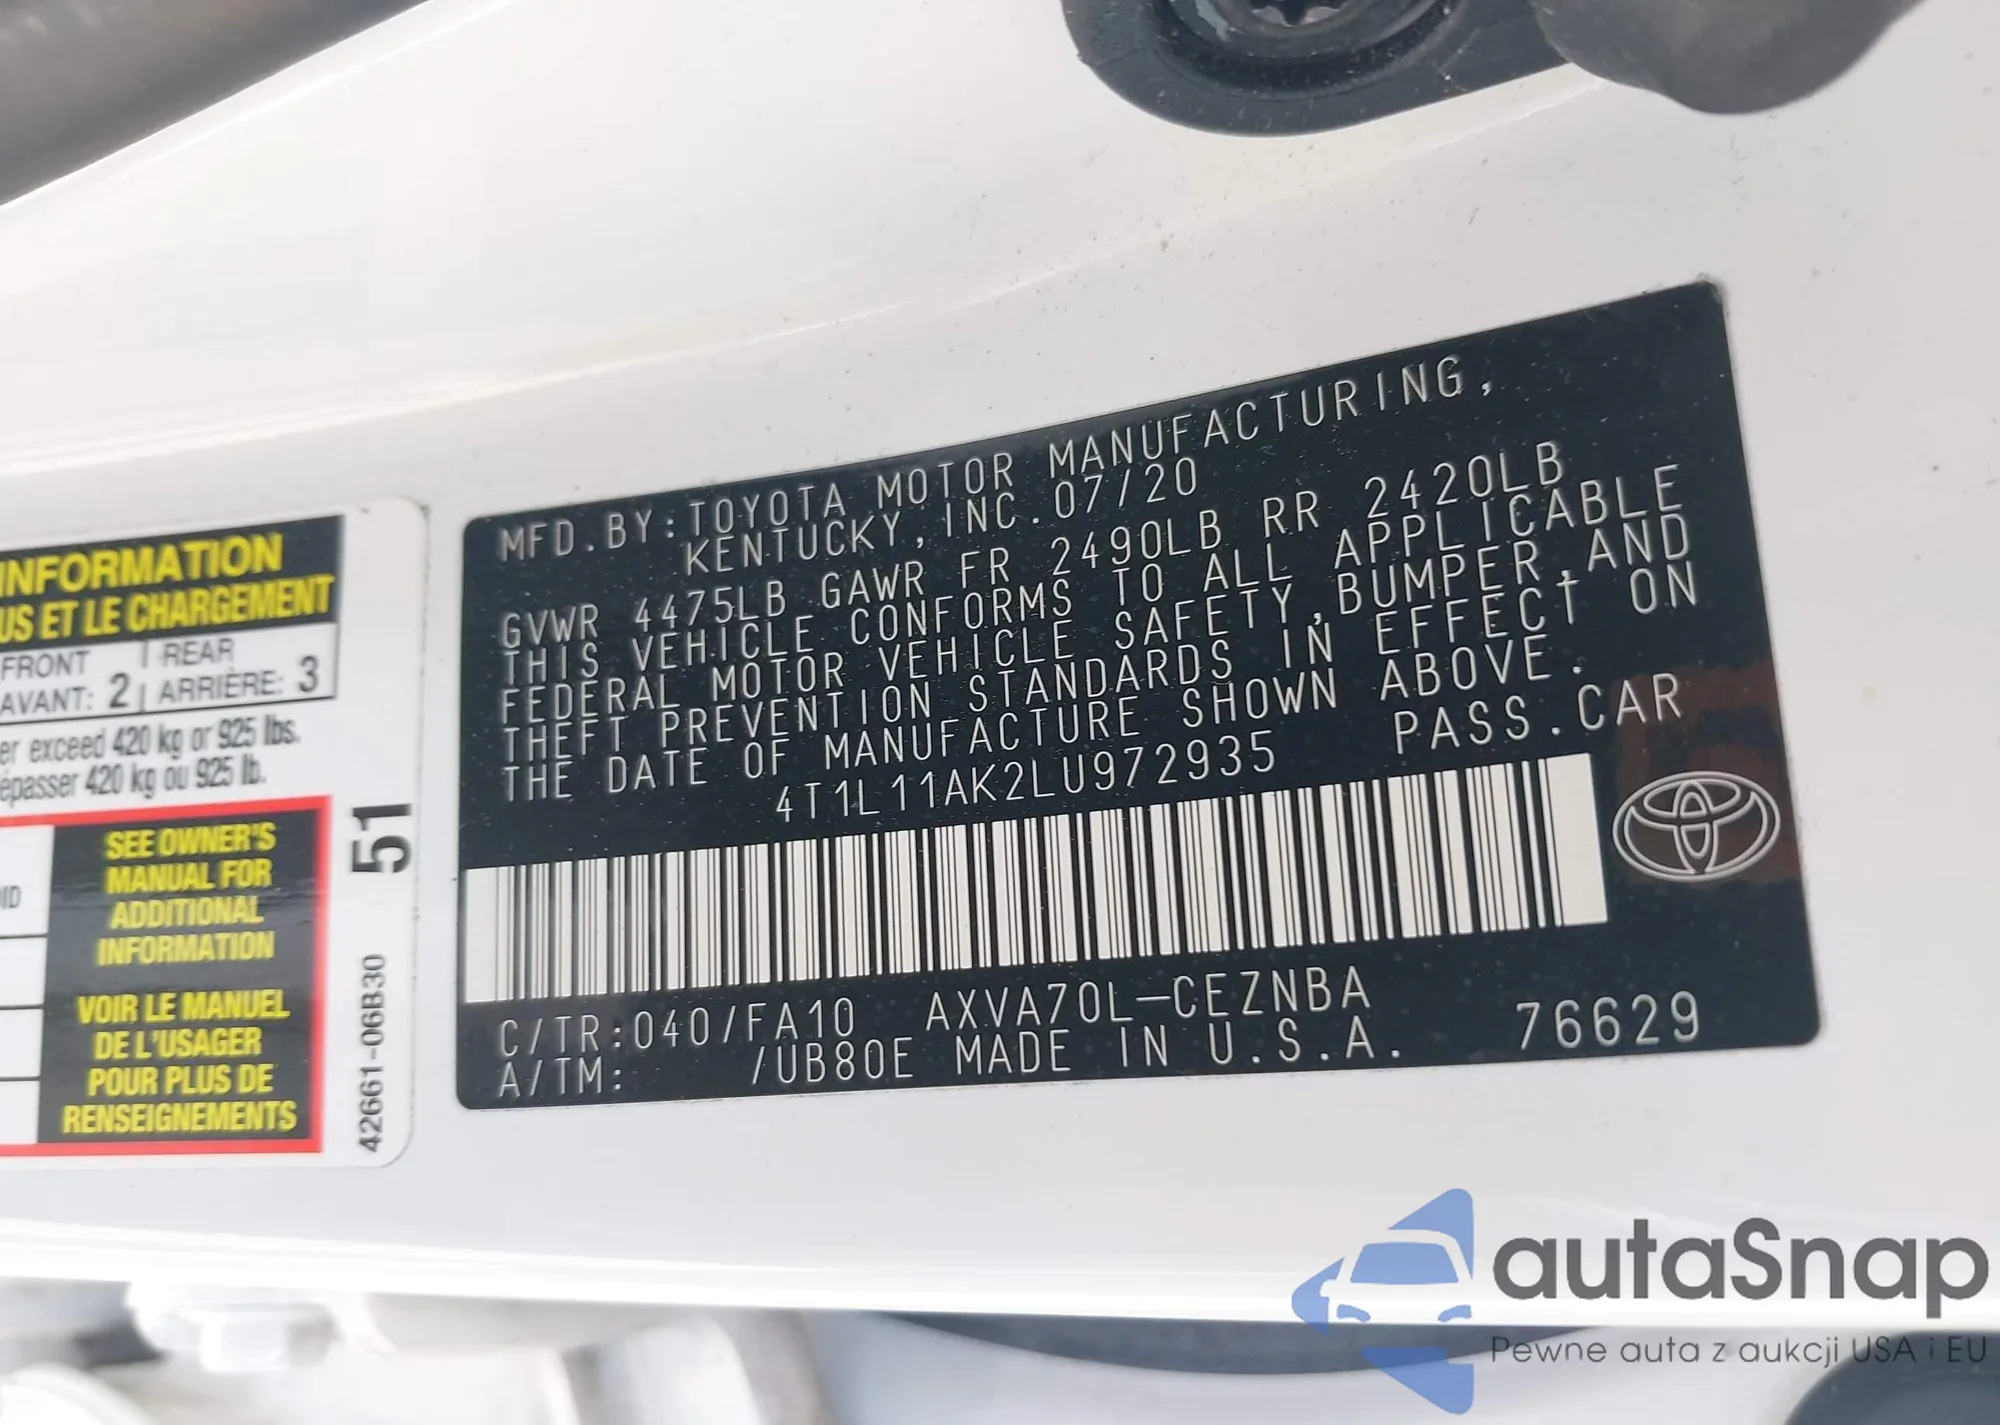 INFORMATION
US ET LE CHARGEMENT
FRONT REAR
AVANT: 2 ARRIÈRE: 3
er exceed 420 kg or 925 lbs.
épasser 420 kg ou 925 lb.
SEE OWNER'S
MANUAL FOR
ADDITIONAL
INFORMATION
VOIR LE MANUEL
DE L'USAGER
POUR PLUS DE
RENSEIGNEMENTS
51
42661-06B30
MFD.BY:TOYOTA MOTOR MANUFACTURING,
KENTUCKY,INC.07/20
GVWR 4475LB GAWR FR 2490LB RR 2420LB
THIS VEHICLE CONFORMS TO ALL APPLICABLE
FEDERAL MOTOR VEHICLE SAFETY,BUMPER,AND
THEFT PREVENTION STANDARDS IN EFFECT ON
THE DATE OF MANUFACTURE SHOWN ABOVE.
4T1L11AK2LU972935 PASS.CAR
C/TR:040/FA10 AXVA70L-CEZNBA
A/TM: /UB80E MADE IN U.S.A. 76629
autaSnap
Pewne auta z aukcji USA i EU